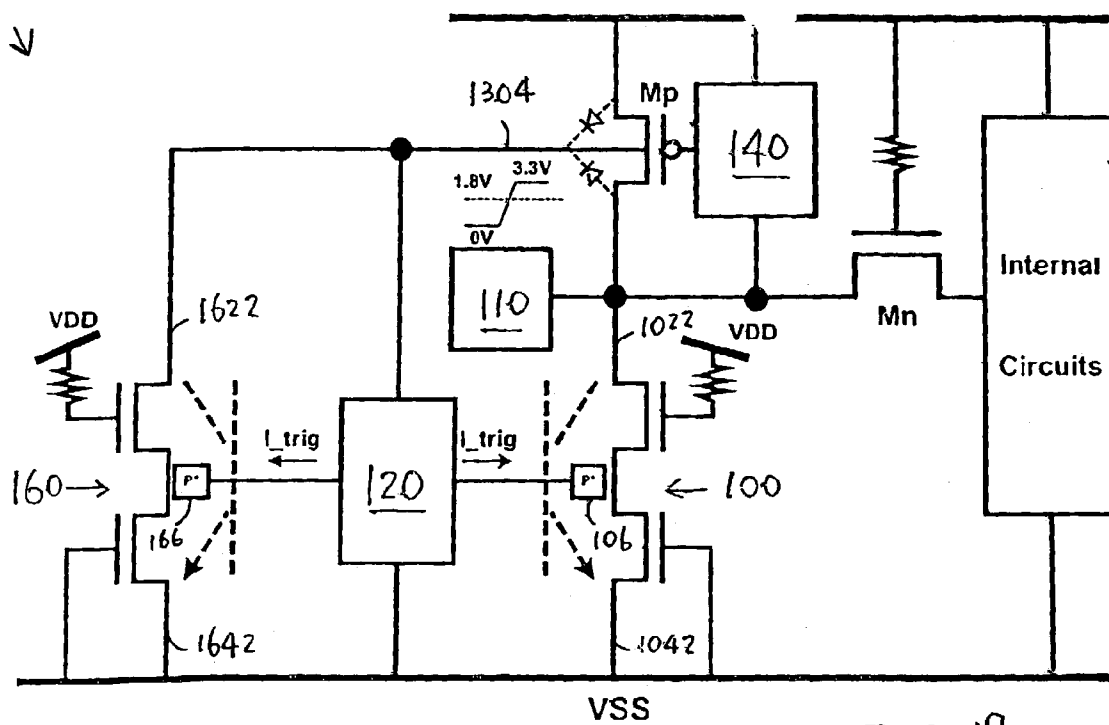 1304
Mp
140
3.3V
1.8V
0V
110
Internal
Circuits
Mn
VDD
1622
1022
VDD
I_trig
I_trig
120
160
P+
P+
100
166
106
1642
1042
VSS